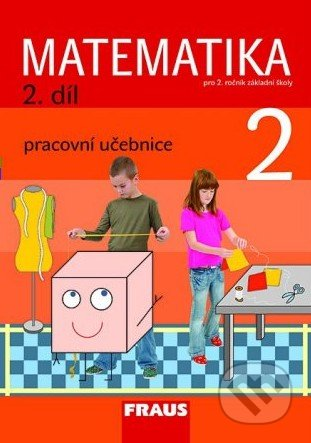 MATEMATIKA
pro 2. ročník základní školy
2. díl
2
pracovní učebnice
FRAUS